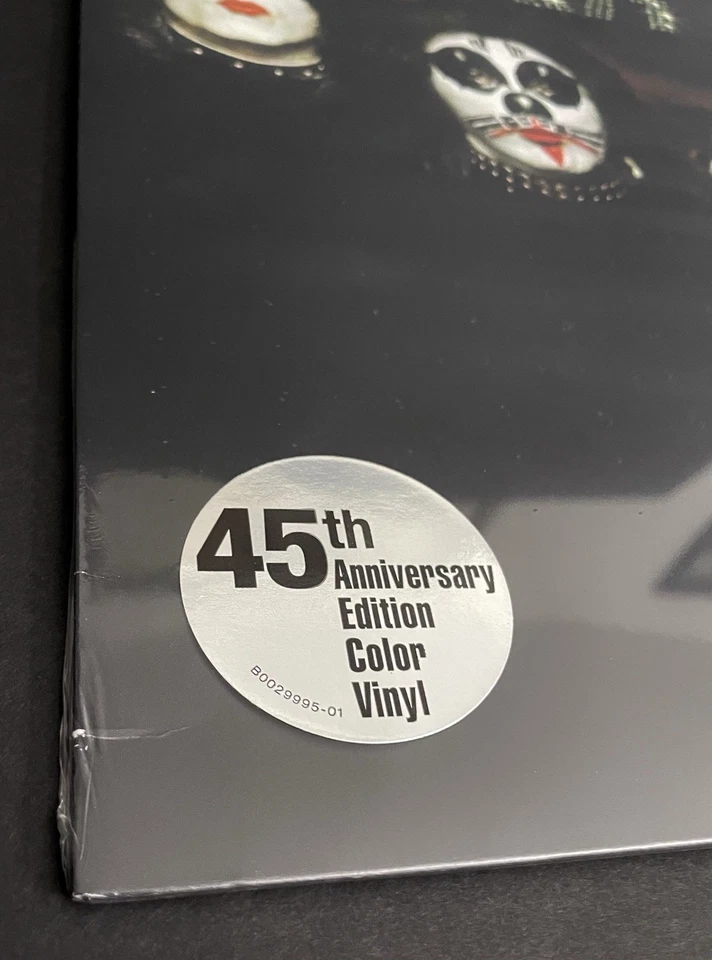 45th
Anniversary
Edition
Color
Vinyl
B0029995-01